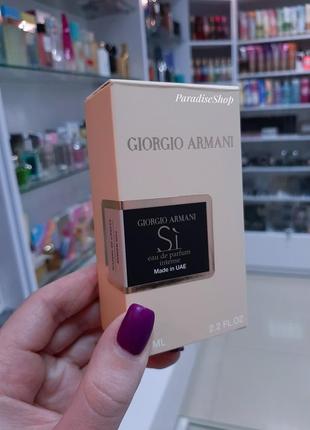 ParadiseShop
GIORGIO ARMANI
GIORGIO ARMANI
Sì
eau de parfum
intense
Made in UAE
ML 2.2 FL.OZ